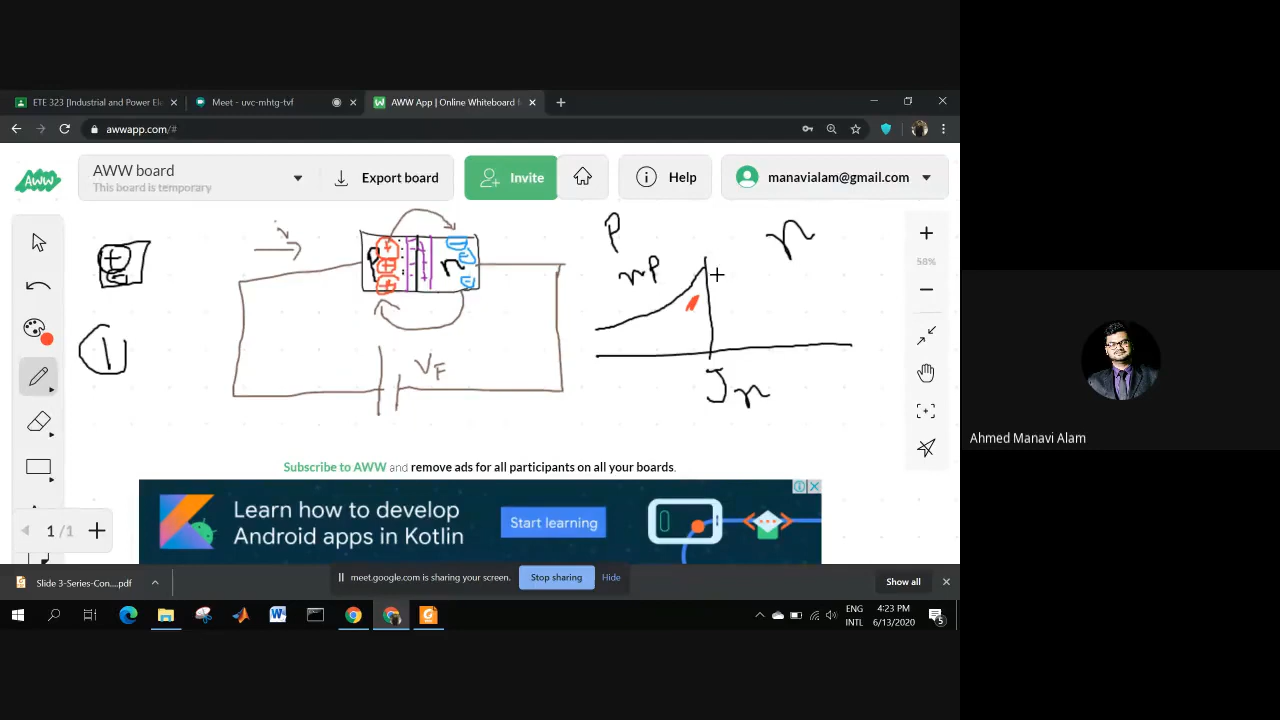 ETE 323 [Industrial and Power Ele
Meet - uvc-mhtg-tvf
AWW App | Online Whiteboard f
awwapp.com/#
AWW
AWW board
This board is temporary
Export board
Invite
Help
manavialam@gmail.com
i
P
n
VF
P
n
np
Jn
+
1
56%
Subscribe to AWW and remove ads for all participants on all your boards.
Learn how to develop
Android apps in Kotlin
Start learning
1 / 1
Slide 3-Series-Con....pdf
meet.google.com is sharing your screen.
Stop sharing
Hide
Show all
ENG
INTL
4:23 PM
6/13/2020
5
Ahmed Manavi Alam